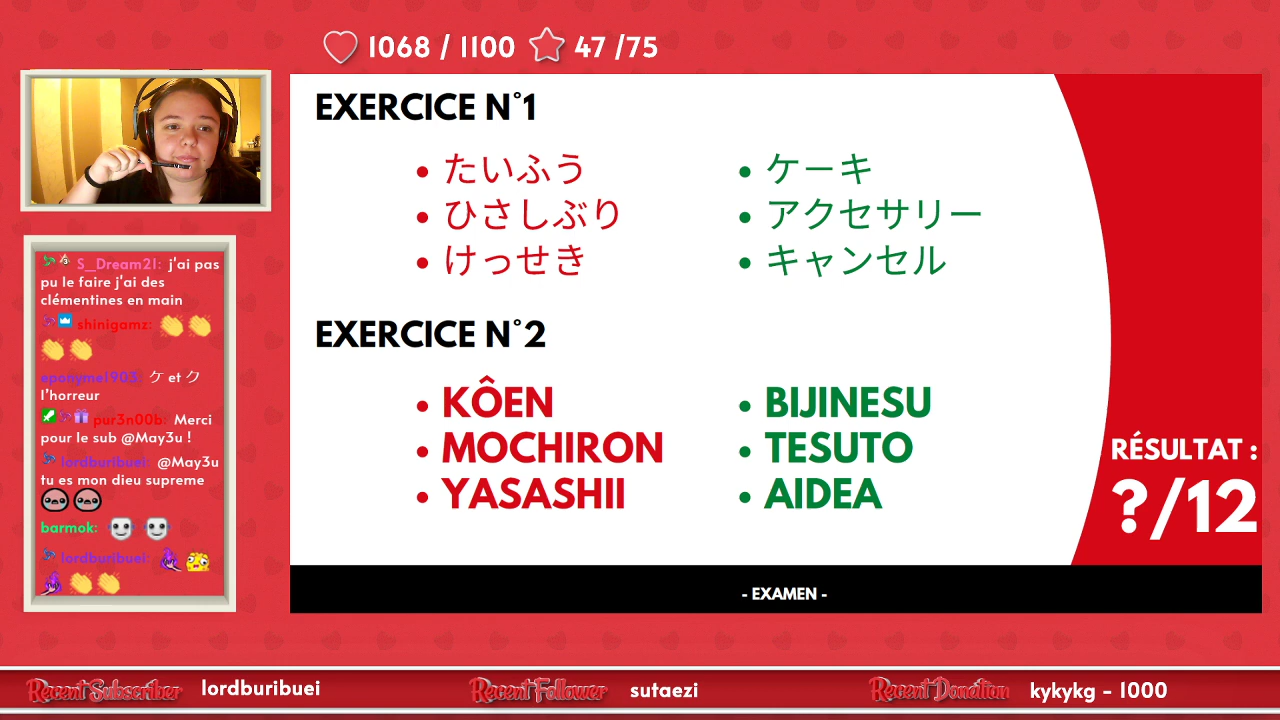 1068 / 1100 47 /75
EXERCICE N°1
• たいふう
• ひさしぶり
• けっせき
• ケーキ
• アクセサリー
• キャンセル
EXERCICE N°2
• KÔEN
• MOCHIRON
• YASASHII
• BIJINESU
• TESUTO
• AIDEA
RÉSULTAT :
?/12
- EXAMEN -
S_Dream21: j'ai pas
pu le faire j'ai des
clémentines en main
shinigamz:
eponyme1903: ケ et ク
l'horreur
pur3n00b: Merci
pour le sub @May3u !
lordburibuei: @May3u
tu es mon dieu supreme
barmok:
lordburibuei:
Recent Subscriber lordburibuei
Recent Follower sutaezi
Recent Donation kykykg - 1000